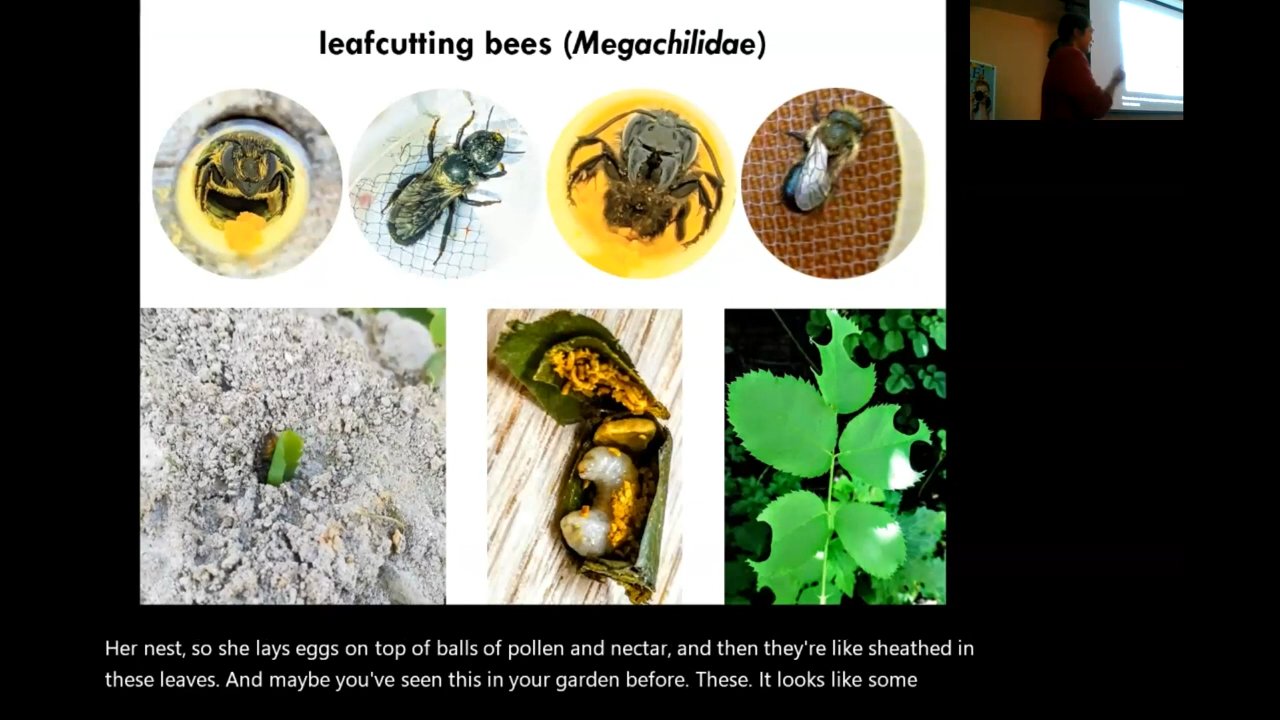 leafcutting bees (Megachilidae)
Her nest, so she lays eggs on top of balls of pollen and nectar, and then they're like sheathed in
these leaves. And maybe you've seen this in your garden before. These. It looks like some